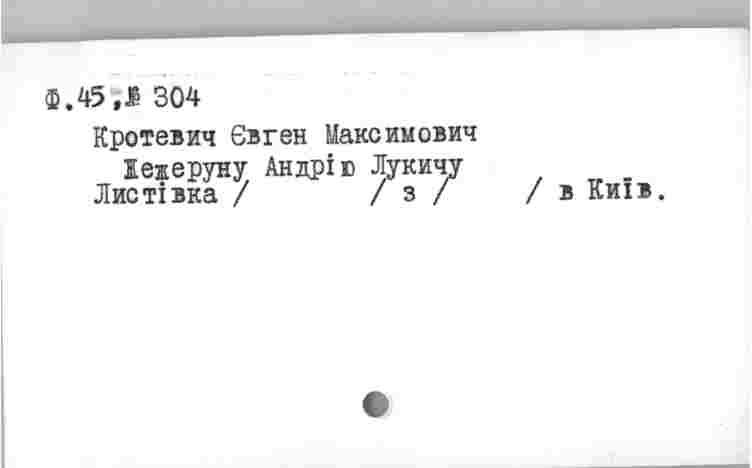 Ф.45,№ 304
Кротевич Євген Максимович
Жежеруну Андрію Лукичу
Листівка / / з / / в Київ.